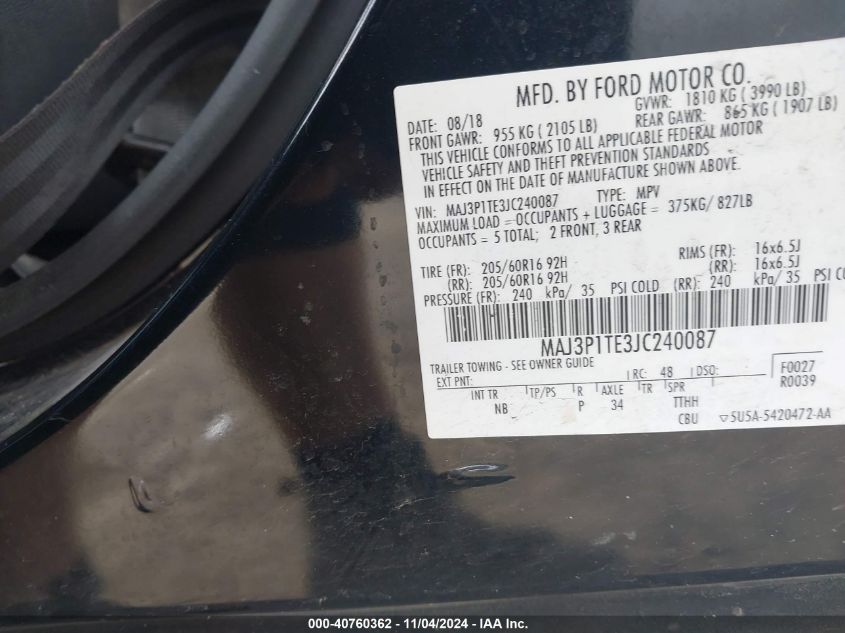 MFD. BY FORD MOTOR CO.
DATE: 08/18 GVWR: 1810 KG ( 3990 LB)
FRONT GAWR: 955 KG ( 2105 LB) REAR GAWR: 865 KG ( 1907 LB)
THIS VEHICLE CONFORMS TO ALL APPLICABLE FEDERAL MOTOR
VEHICLE SAFETY AND THEFT PREVENTION STANDARDS
IN EFFECT ON THE DATE OF MANUFACTURE SHOWN ABOVE.
VIN: MAJ3P1TE3JC240087 TYPE: MPV
MAXIMUM LOAD =OCCUPANTS + LUGGAGE = 375KG/ 827LB
OCCUPANTS = 5 TOTAL; 2 FRONT, 3 REAR
TIRE (FR): 205/60R16 92H RIMS (FR): 16x6.5J
(RR): 205/60R16 92H (RR): 16x6.5J
PRESSURE (FR): 240 kPa/ 35 PSI COLD (RR): 240 kPa/ 35 PSI
MAJ3P1TE3JC240087
TRAILER TOWING - SEE OWNER GUIDE
EXT PNT: RC: 48 DSO: F0027
INT TR TP/PS R AXLE TR SPR R0039
NB P 34 TTHH
CBU 5U5A-5420472-AA
000-40760362 - 11/04/2024 - IAA Inc.